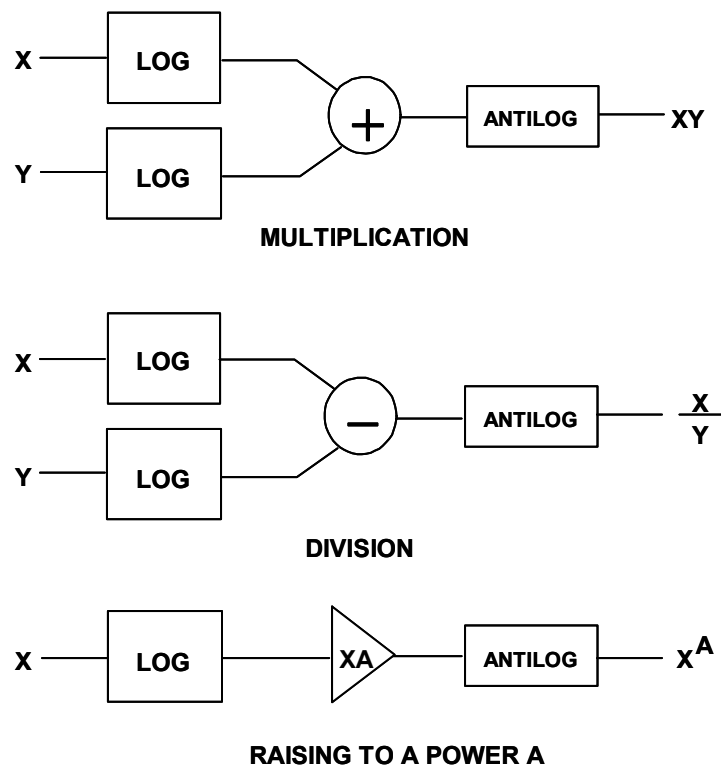 X
LOG
Y
LOG
+
ANTILOG
XY
MULTIPLICATION
X
LOG
Y
LOG
−
ANTILOG
X
Y
DIVISION
X
LOG
XA
ANTILOG
X^A
RAISING TO A POWER A